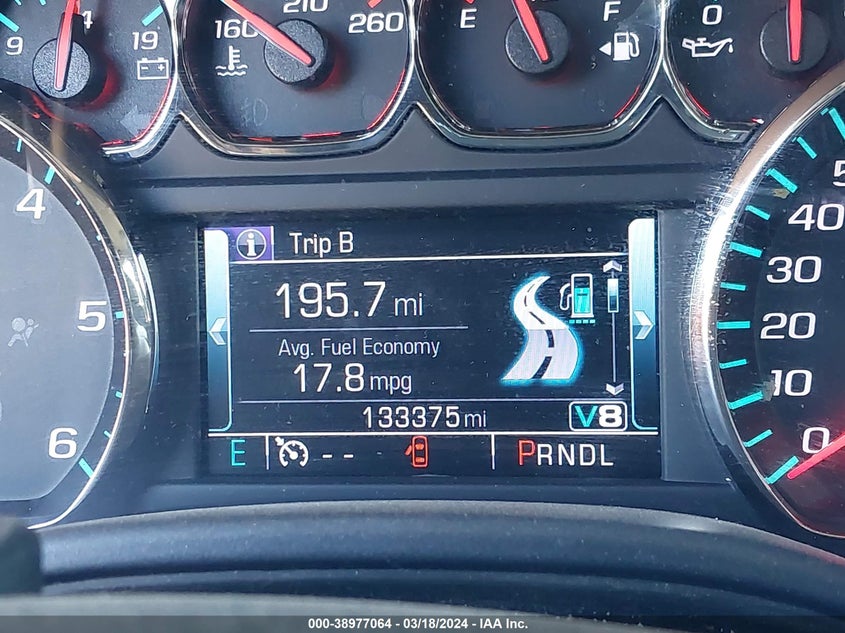 9 14 19
160 210 260
E F
0
4
5
6
Trip B
195.7 mi
Avg. Fuel Economy
17.8 mpg
133375 mi V8
E -- PRNDL
40
30
20
10
0
000-38977064 / 03/18/2024 - IAA Inc.